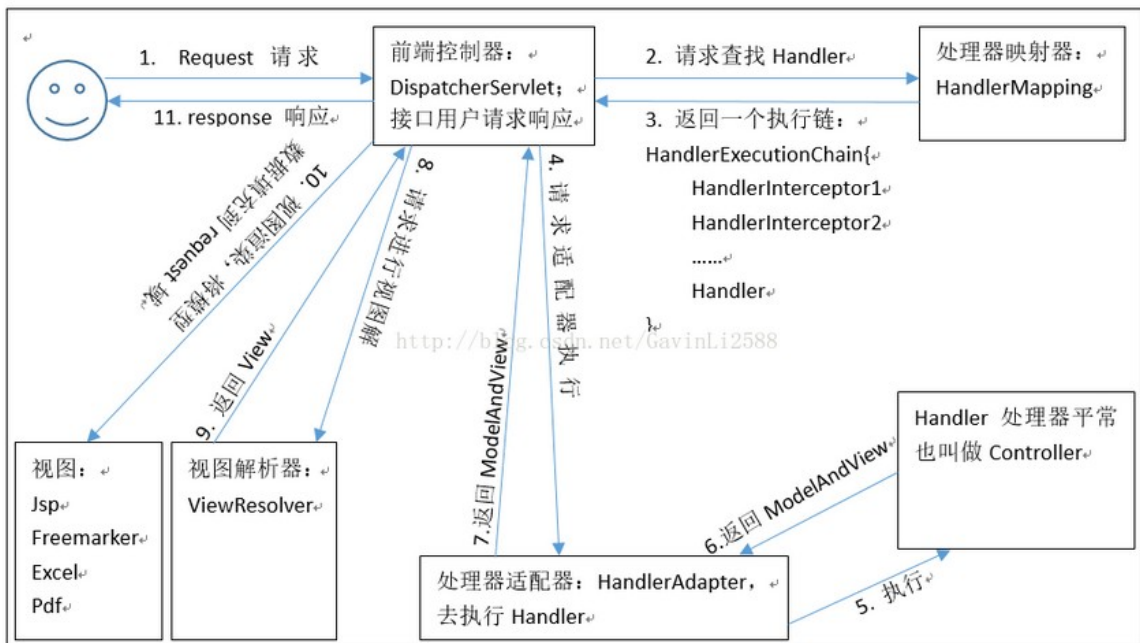 1. Request 请求
11. response 响应
前端控制器：
DispatcherServlet；
接口用户请求响应
2. 请求查找 Handler
处理器映射器：
HandlerMapping
3. 返回一个执行链：
HandlerExecutionChain{
HandlerInterceptor1
HandlerInterceptor2
……
Handler
}
10. 视图渲染，将模型
数据填充到 request 域。
9. 返回 View
8. 请求进行视图解
4. 请求适配器执行
7.返回 ModelAndView
http://blog.csdn.net/GavinLi2588
视图：
Jsp
Freemarker
Excel
Pdf
视图解析器：
ViewResolver
处理器适配器：HandlerAdapter，
去执行 Handler
6.返回 ModelAndView
5. 执行
Handler 处理器平常
也叫做 Controller